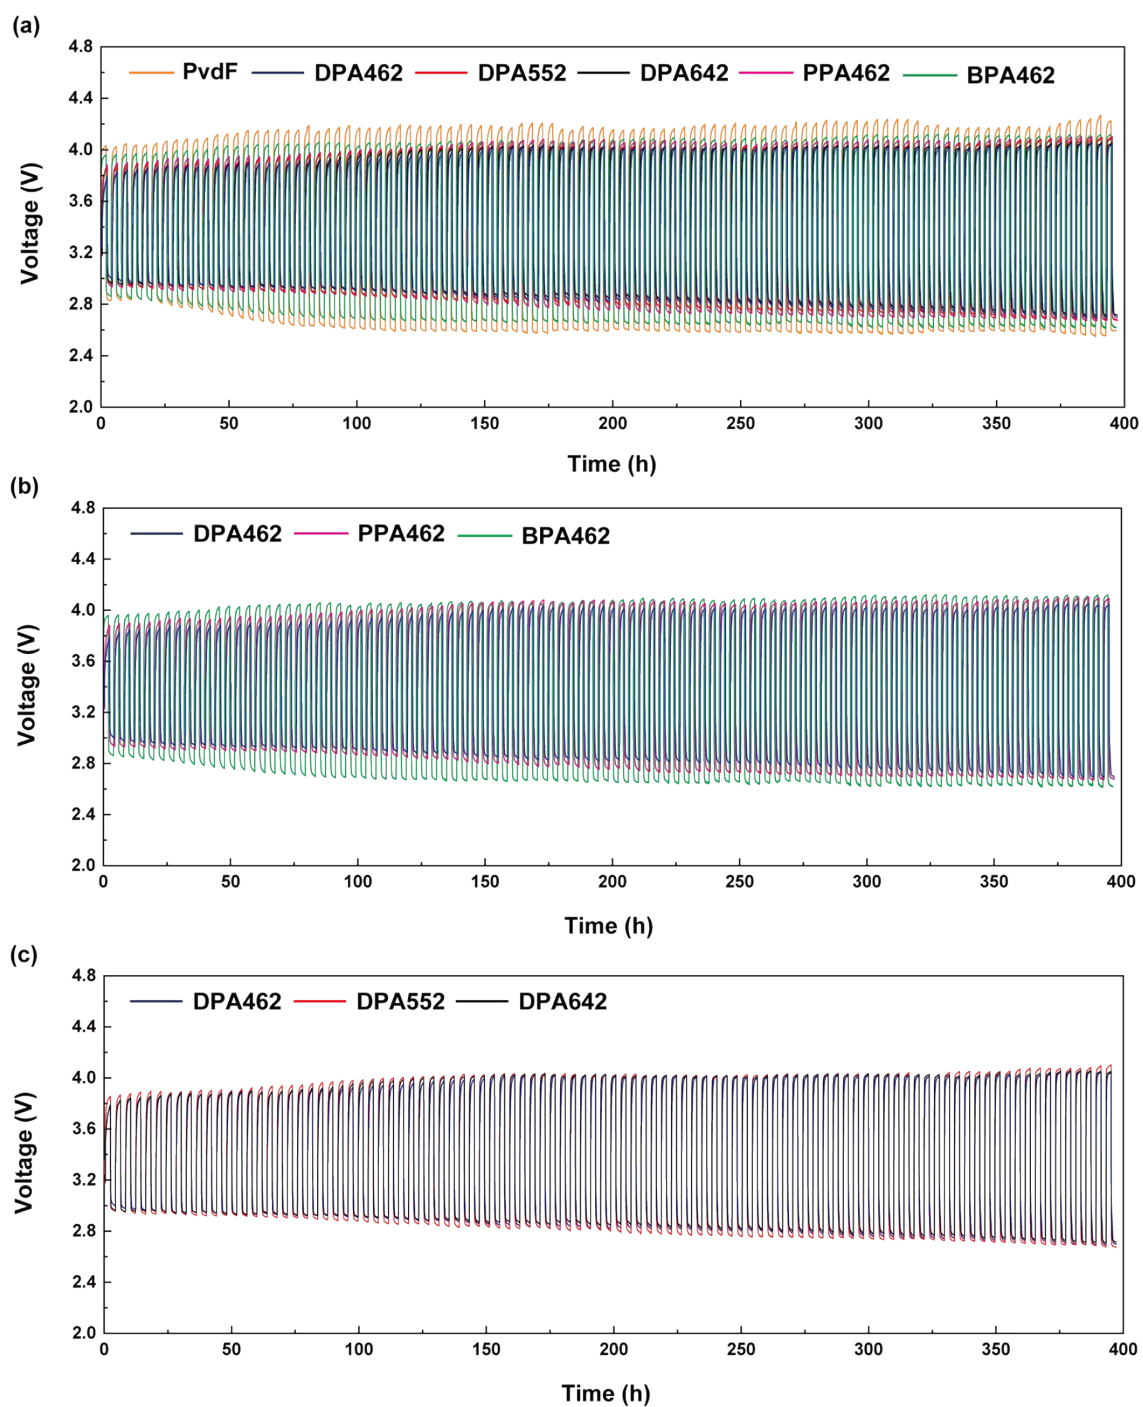 (a)
4.8
4.4
4.0
3.6
3.2
2.8
2.4
2.0
Voltage (V)
PvdF DPA462 DPA552 DPA642 PPA462 BPA462
0 50 100 150 200 250 300 350 400
Time (h)
(b)
4.8
4.4
4.0
3.6
3.2
2.8
2.4
2.0
Voltage (V)
DPA462 PPA462 BPA462
0 50 100 150 200 250 300 350 400
Time (h)
(c)
4.8
4.4
4.0
3.6
3.2
2.8
2.4
2.0
Voltage (V)
DPA462 DPA552 DPA642
0 50 100 150 200 250 300 350 400
Time (h)